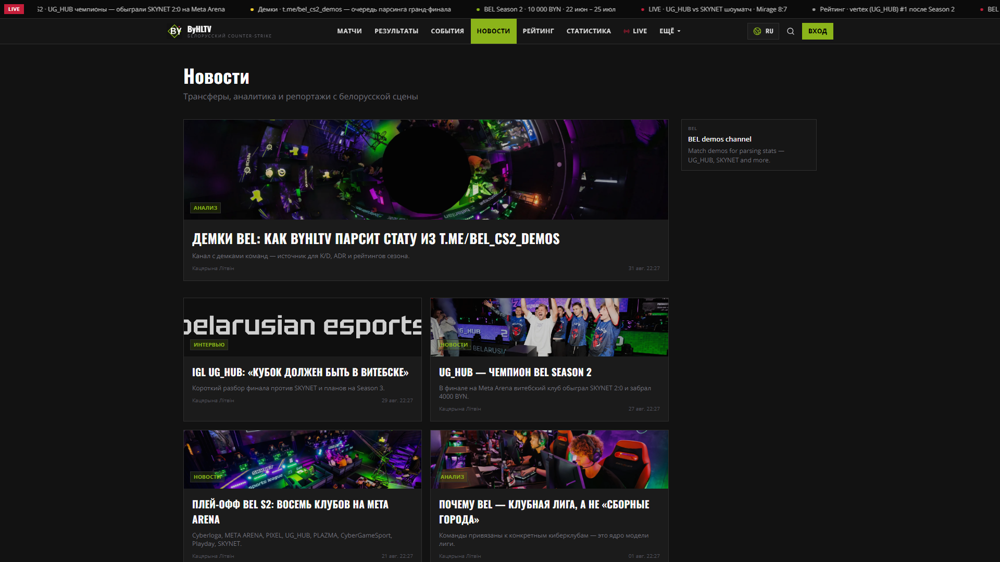 LIVE
S2 · UG_HUB чемпионы — обыграли SKYNET 2:0 на Meta Arena
Демки · t.me/bel_cs2_demos — очередь парсинга гранд-финала
BEL Season 2 · 10 000 BYN · 22 июн – 25 июл
LIVE · UG_HUB vs SKYNET шоуматч · Mirage 8:7
Рейтинг · vertex (UG_HUB) #1 после Season 2
BEL
BY
ByHLTV
БЕЛОРУССКИЙ COUNTER-STRIKE
МАТЧИ
РЕЗУЛЬТАТЫ
СОБЫТИЯ
НОВОСТИ
РЕЙТИНГ
СТАТИСТИКА
LIVE
ЕЩЁ
RU
ВХОД
Новости
Трансферы, аналитика и репортажи с белорусской сцены
АНАЛИЗ
ДЕМКИ BEL: КАК BYHLTV ПАРСИТ СТАТУ ИЗ T.ME/BEL_CS2_DEMOS
Канал с демками команд — источник для K/D, ADR и рейтингов сезона.
Кацярына Літвін
31 авг. 22:27
BEL
BEL demos channel
Match demos for parsing stats —
UG_HUB, SKYNET and more.
belarusian esports
ИНТЕРВЬЮ
IGL UG_HUB: «КУБОК ДОЛЖЕН БЫТЬ В ВИТЕБСКЕ»
Короткий разбор финала против SKYNET и планов на Season 3.
Кацярына Літвін
29 авг. 22:27
UG_HUB
2
BELARUSIA
НОВОСТИ
UG_HUB — ЧЕМПИОН BEL SEASON 2
В финале на Meta Arena витебский клуб обыграл SKYNET 2:0 и забрал
4000 BYN.
Кацярына Літвін
27 авг. 22:27
SKYNET
bel
sports league
НОВОСТИ
ПЛЕЙ-ОФФ BEL S2: ВОСЕМЬ КЛУБОВ НА META
ARENA
Cyberloga, META ARENA, PIXEL, UG_HUB, PLAZMA, CyberGameSport,
Playday, SKYNET.
Кацярына Літвін
21 авг. 22:27
АНАЛИЗ
ПОЧЕМУ BEL — КЛУБНАЯ ЛИГА, А НЕ «СБОРНЫЕ
ГОРОДА»
Команды привязаны к конкретным киберклубам — это ядро модели
лиги.
Кацярына Літвін
01 авг. 22:27